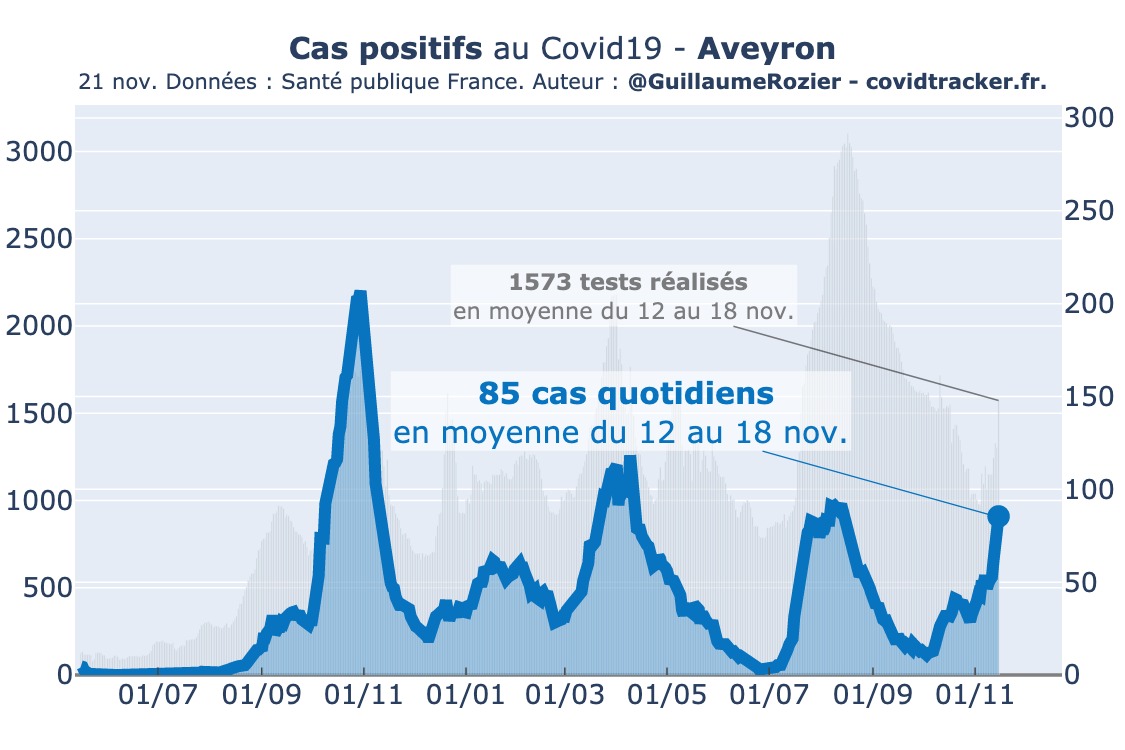 Cas positifs au Covid19 - Aveyron
21 nov. Données : Santé publique France. Auteur : @GuillaumeRozier - covidtracker.fr.
300
3000
250
2500
1573 tests réalisés
en moyenne du 12 au 18 nov.
200
2000
85 cas quotidiens
en moyenne du 12 au 18 nov.
150
1500
100
1000
50
500
0
0
01/07 01/09 01/11 01/01 01/03 01/05 01/07 01/09 01/11